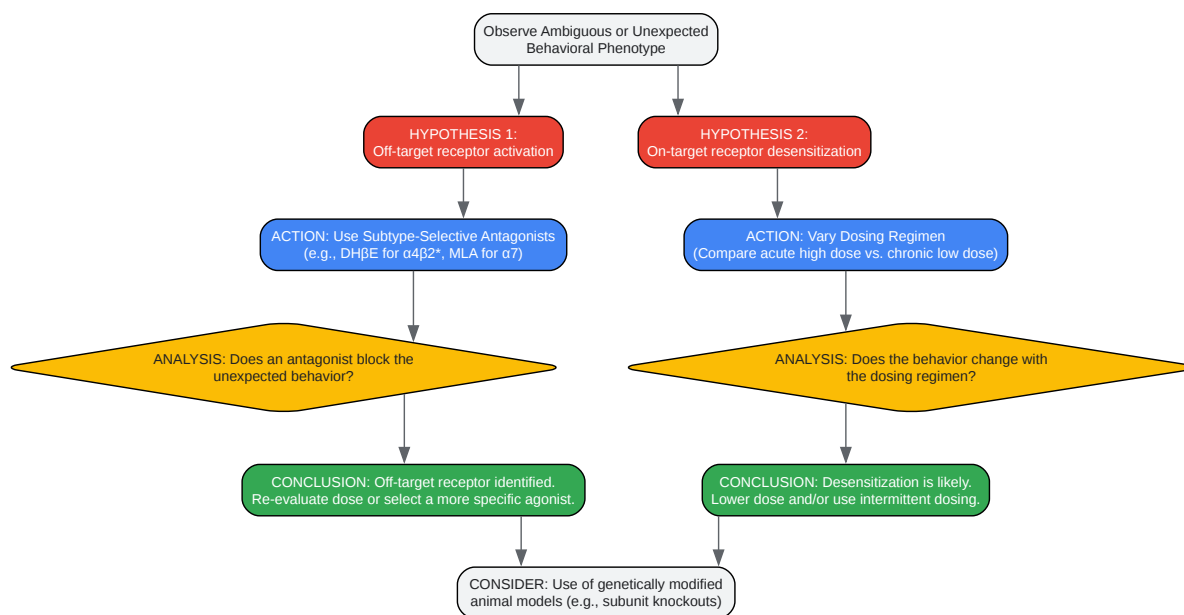 Observe Ambiguous or Unexpected
Behavioral Phenotype
HYPOTHESIS 1:
Off-target receptor activation
HYPOTHESIS 2:
On-target receptor desensitization
ACTION: Use Subtype-Selective Antagonists
(e.g., DHβE for α4β2*, MLA for α7)
ACTION: Vary Dosing Regimen
(Compare acute high dose vs. chronic low dose)
ANALYSIS: Does an antagonist block the
unexpected behavior?
ANALYSIS: Does the behavior change with
the dosing regimen?
CONCLUSION: Off-target receptor identified.
Re-evaluate dose or select a more specific agonist.
CONCLUSION: Desensitization is likely.
Lower dose and/or use intermittent dosing.
CONSIDER: Use of genetically modified
animal models (e.g., subunit knockouts)